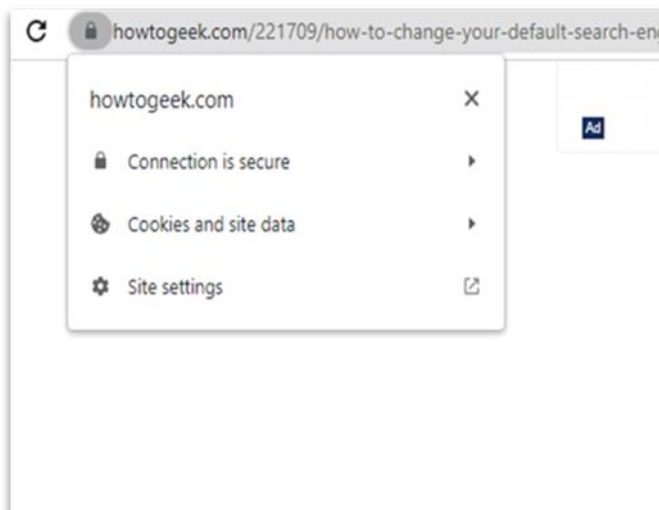 howtogeek.com/221709/how-to-change-your-default-search-en
howtogeek.com
Ad
Connection is secure
Cookies and site data
Site settings